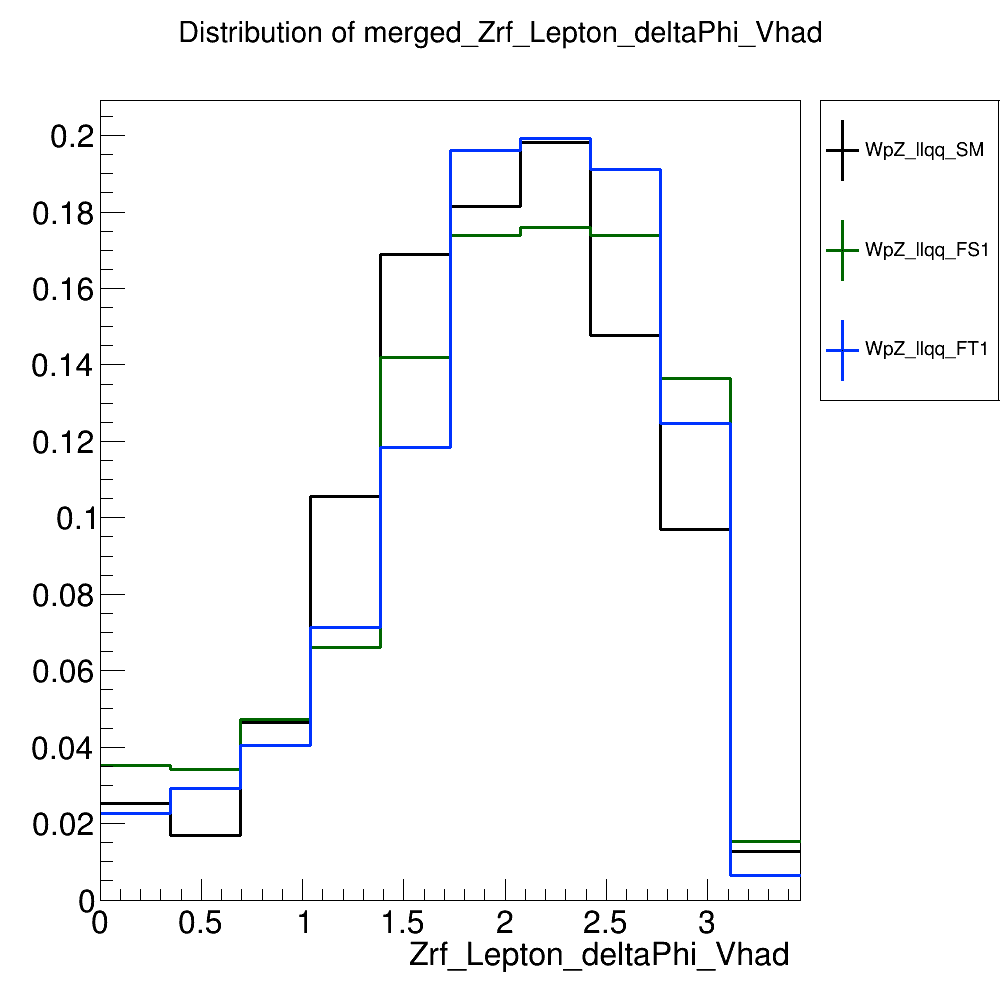 Distribution of merged_Zrf_Lepton_deltaPhi_Vhad
0.2
0.18
0.16
0.14
0.12
0.1
0.08
0.06
0.04
0.02
0
0 0.5 1 1.5 2 2.5 3
Zrf_Lepton_deltaPhi_Vhad
WpZ_llqq_SM
WpZ_llqq_FS1
WpZ_llqq_FT1